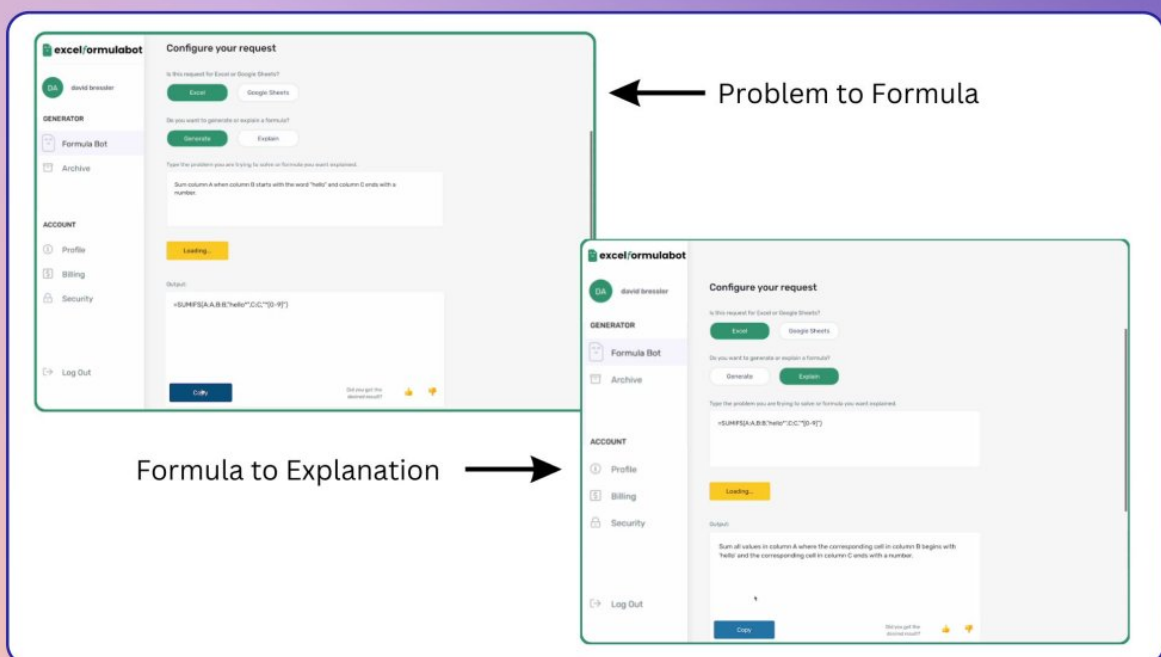 excelformulabot
DA
david bressler
GENERATOR
Formula Bot
Archive
ACCOUNT
Profile
Billing
Security
Log Out
Configure your request
Is this request for Excel or Google Sheets?
Excel
Google Sheets
Do you want to generate or explain a formula?
Generate
Explain
Type the problem you are trying to solve or formula you want explained.
Sum column A when column B starts with the word "hello" and column C ends with a
number.
Loading...
Output:
=SUMIFS(A:A,B:B,"hello*",C:C,"*[0-9]")
Copy
Did you get the
desired result?
Problem to Formula
Formula to Explanation
excelformulabot
DA
david bressler
GENERATOR
Formula Bot
Archive
ACCOUNT
Profile
Billing
Security
Log Out
Configure your request
Is this request for Excel or Google Sheets?
Excel
Google Sheets
Do you want to generate or explain a formula?
Generate
Explain
Type the problem you are trying to solve or formula you want explained.
=SUMIFS(A:A,B:B,"hello*",C:C,"*[0-9]")
Loading...
Output:
Sum all values in column A where the corresponding cell in column B begins with
'hello' and the corresponding cell in column C ends with a number.
Copy
Did you get the
desired result?